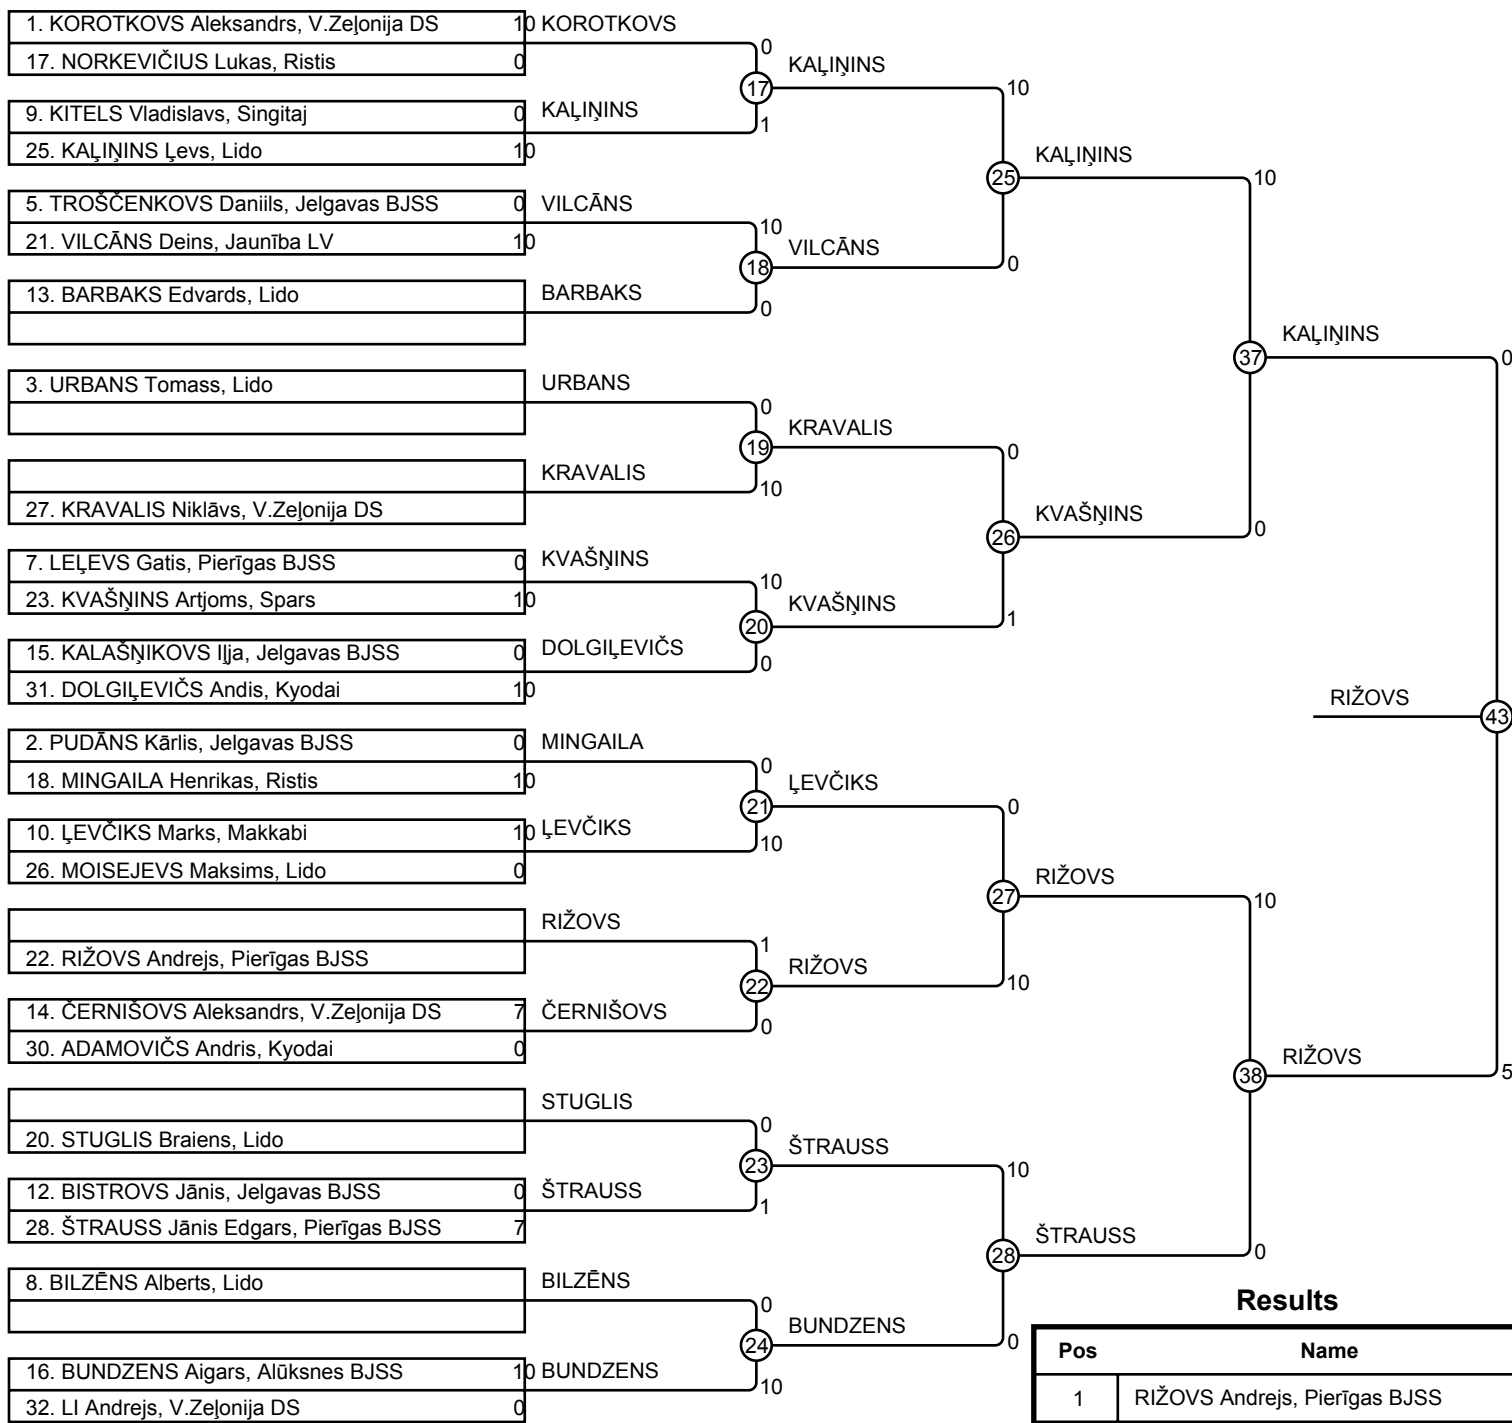 1. KOROTKOVS Aleksandrs, V.Zeļonija DS 10 KOROTKOVS
0
17. NORKEVIČIUS Lukas, Ristis 0
KAĻIŅINS
17
10
9. KITELS Vladislavs, Singitaj 0 KAĻIŅINS
1
25. KAĻIŅINS Ļevs, Lido 10
KAĻIŅINS
25
10
5. TROŠČENKOVS Daniils, Jelgavas BJSS 0 VILCĀNS
10
21. VILCĀNS Deins, Jaunība LV 10
VILCĀNS
18
0
13. BARBAKS Edvards, Lido BARBAKS
0
KAĻIŅINS
37
0
3. URBANS Tomass, Lido URBANS
0
KRAVALIS
19
0
KRAVALIS
10
27. KRAVALIS Niklāvs, V.Zeļonija DS
KVAŠŅINS
26
0
7. LEĻEVS Gatis, Pierīgas BJSS 0 KVAŠŅINS
10
23. KVAŠŅINS Artjoms, Spars 10
KVAŠŅINS
20
1
15. KALAŠŅIKOVS Iļja, Jelgavas BJSS 0 DOLGIĻEVIČS
0
31. DOLGIĻEVIČS Andis, Kyodai 10
RIŽOVS
43
2. PUDĀNS Kārlis, Jelgavas BJSS 0 MINGAILA
0
18. MINGAILA Henrikas, Ristis 10
ĻEVČIKS
21
0
10. ĻEVČIKS Marks, Makkabi 10 ĻEVČIKS
10
26. MOISEJEVS Maksims, Lido 0
RIŽOVS
27
10
RIŽOVS
1
22. RIŽOVS Andrejs, Pierīgas BJSS
RIŽOVS
22
10
14. ČERNIŠOVS Aleksandrs, V.Zeļonija DS 7 ČERNIŠOVS
0
30. ADAMOVIČS Andris, Kyodai 0
RIŽOVS
38
5
STUGLIS
0
20. STUGLIS Braiens, Lido
ŠTRAUSS
23
10
12. BISTROVS Jānis, Jelgavas BJSS 0 ŠTRAUSS
1
28. ŠTRAUSS Jānis Edgars, Pierīgas BJSS 7
ŠTRAUSS
28
0
8. BILZĒNS Alberts, Lido BILZĒNS
0
BUNDZENS
24
0
16. BUNDZENS Aigars, Alūksnes BJSS 10 BUNDZENS
10
32. LI Andrejs, V.Zeļonija DS 0
Results
Pos Name
1 RIŽOVS Andrejs, Pierīgas BJSS